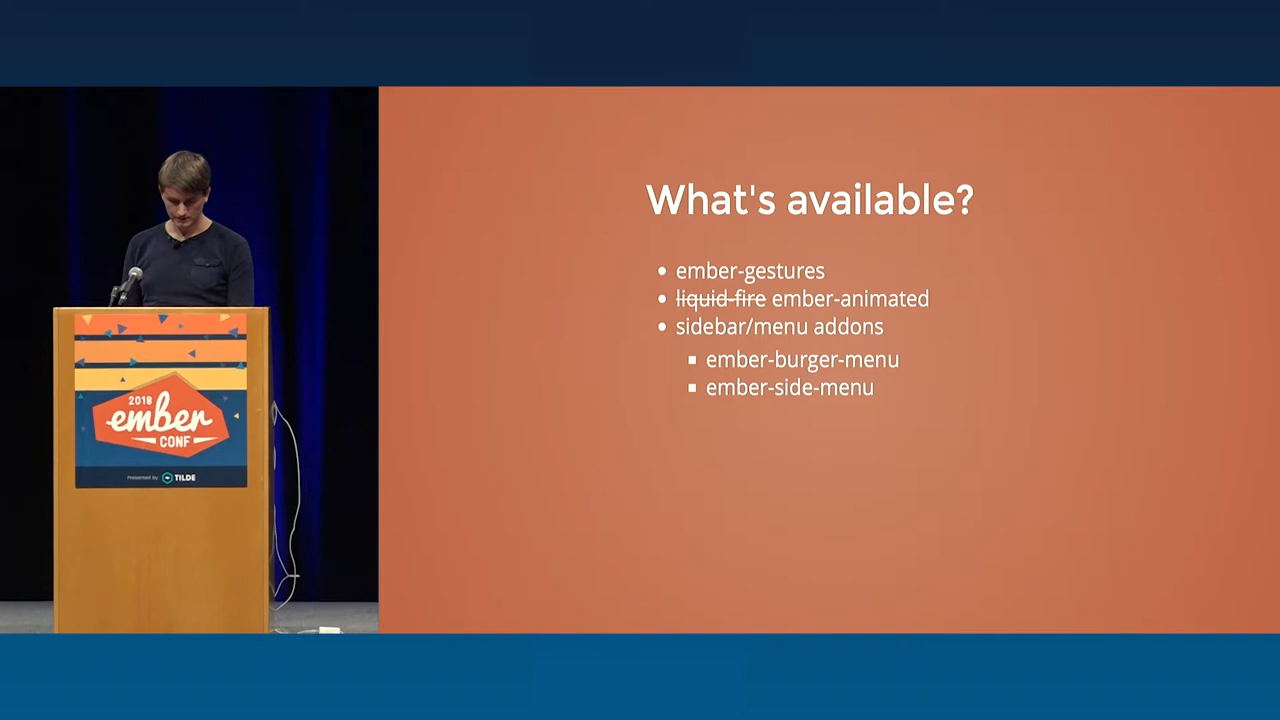 What's available?
• ember-gestures
• ~~liquid-fire~~ ember-animated
• sidebar/menu addons
▪ ember-burger-menu
▪ ember-side-menu
2018
ember
CONF
Presented by TILDE